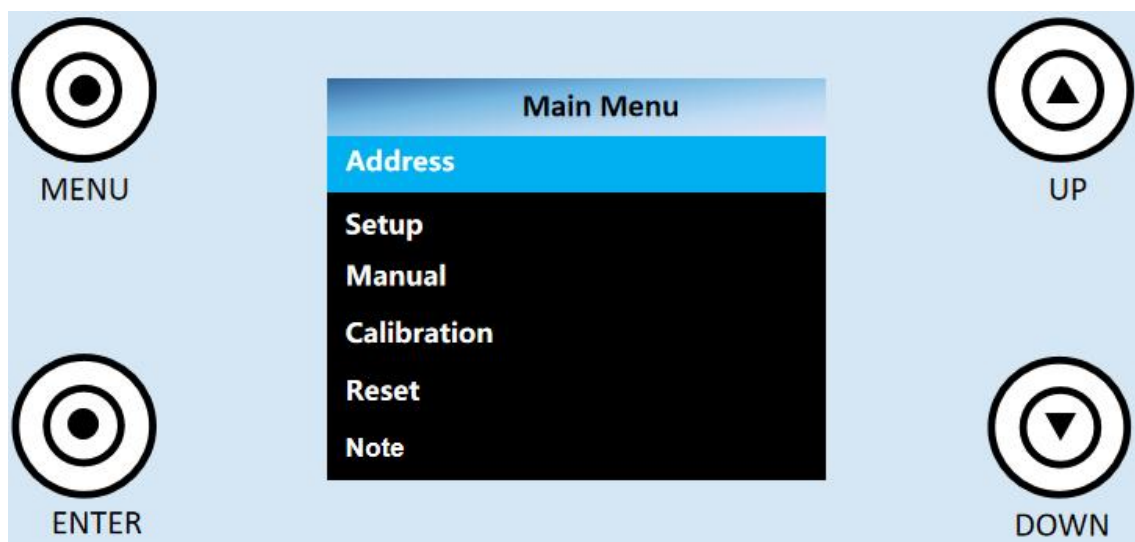 Main Menu
Address
MENU
UP
Setup
Manual
Calibration
Reset
Note
ENTER
DOWN